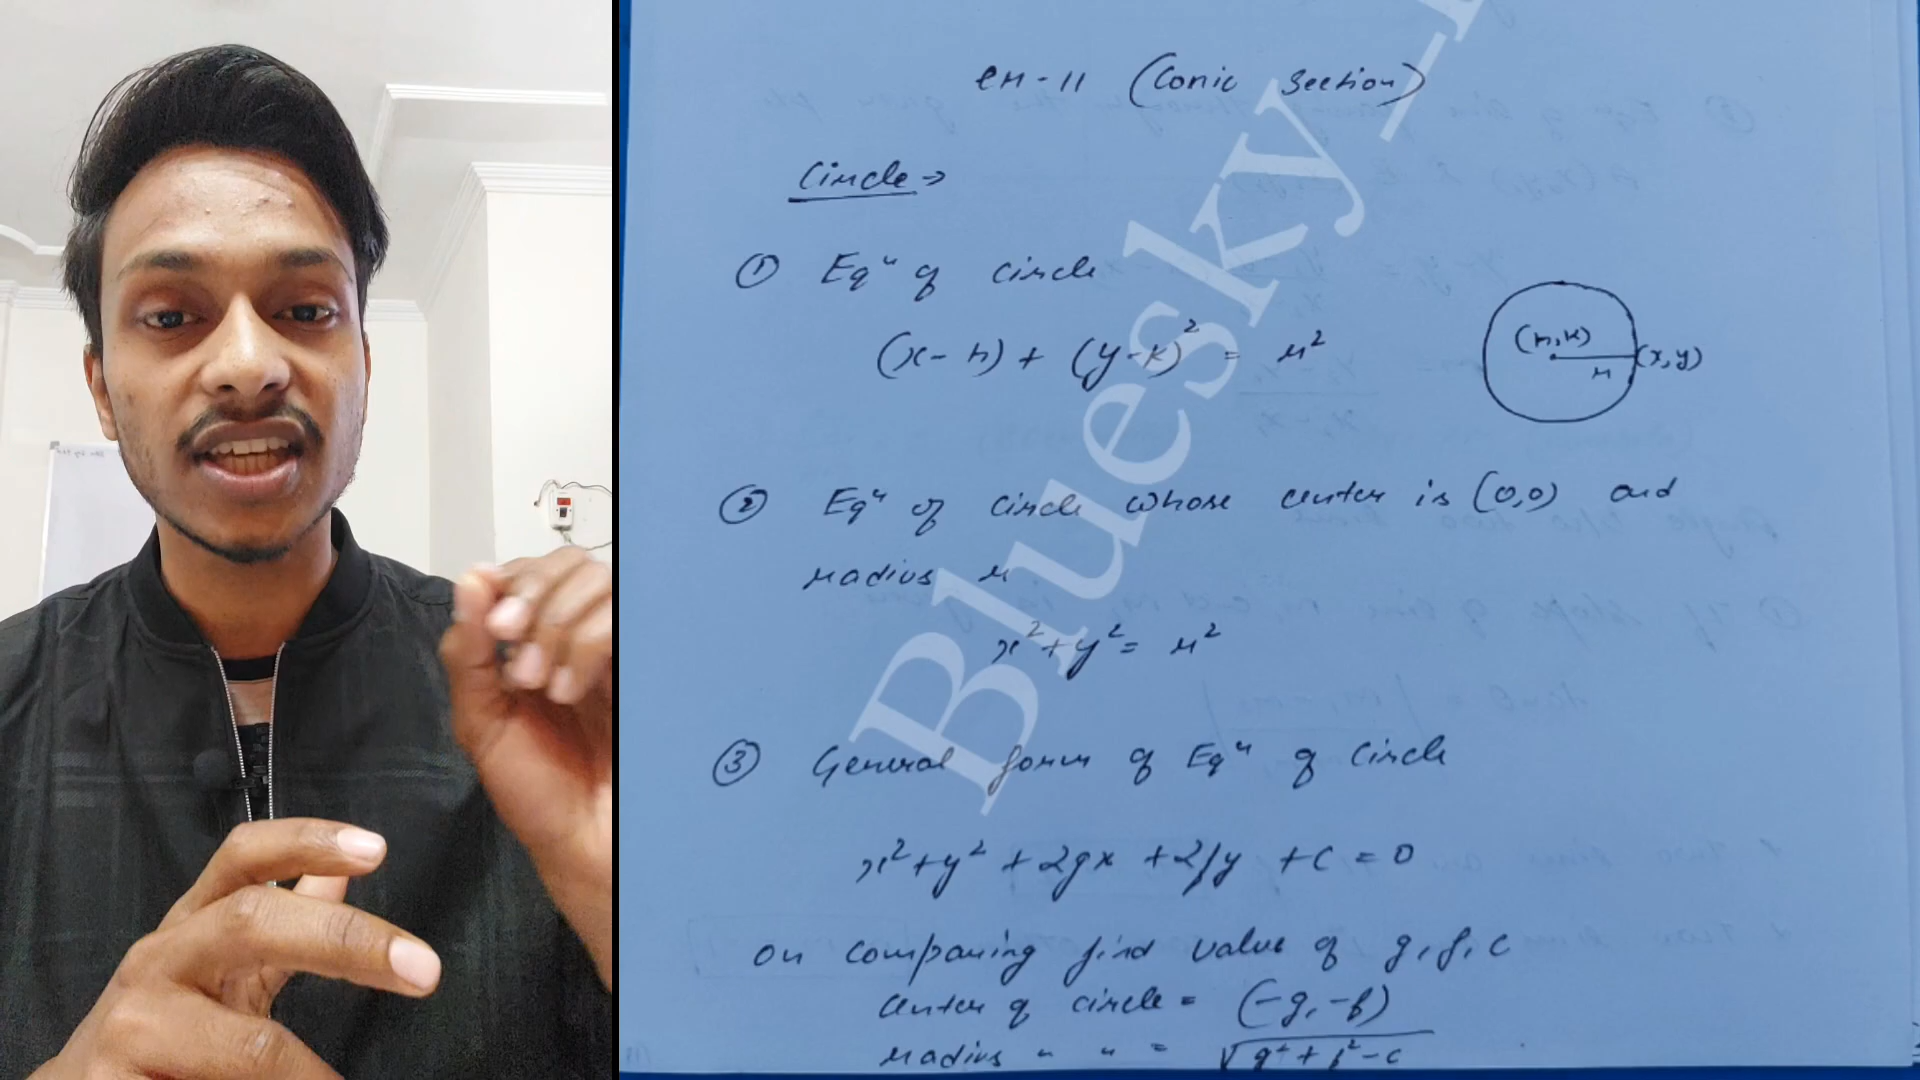 CH-11 (Conic Section)
Circle →
① Eqⁿ of circle
(x-h) + (y-k)² = r²
(h,k)
r
(x,y)
② Eqⁿ of circle whose center is (0,0) and
radius r
x² + y² = r²
③ General form of Eqⁿ of Circle
x² + y² + 2gx + 2fy + C = 0
on comparing find value of g, f, c
center of circle = (-g, -f)
radius " " = √g² + f² - c
Bluesky_